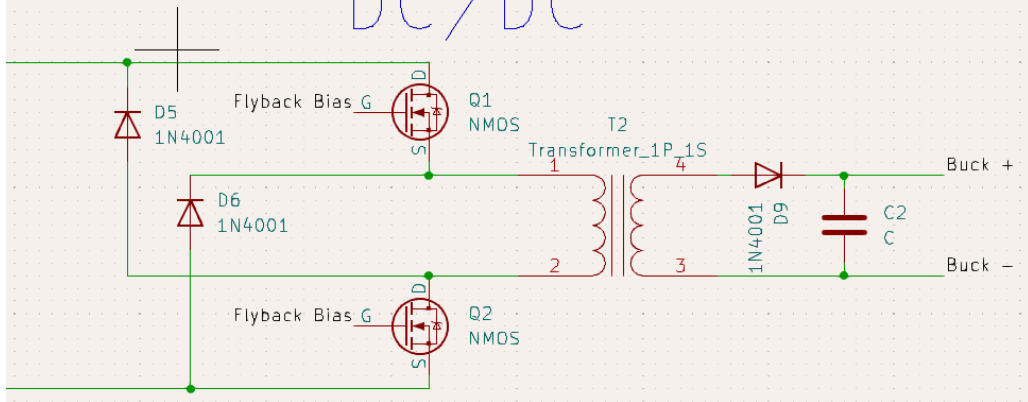 DC/DC
D5
1N4001
Flyback Bias
G
D
S
Q1
NMOS
D6
1N4001
T2
Transformer_1P_1S
1
4
2
3
1N4001
D9
C2
C
Buck +
Buck -
Flyback Bias
G
D
S
Q2
NMOS